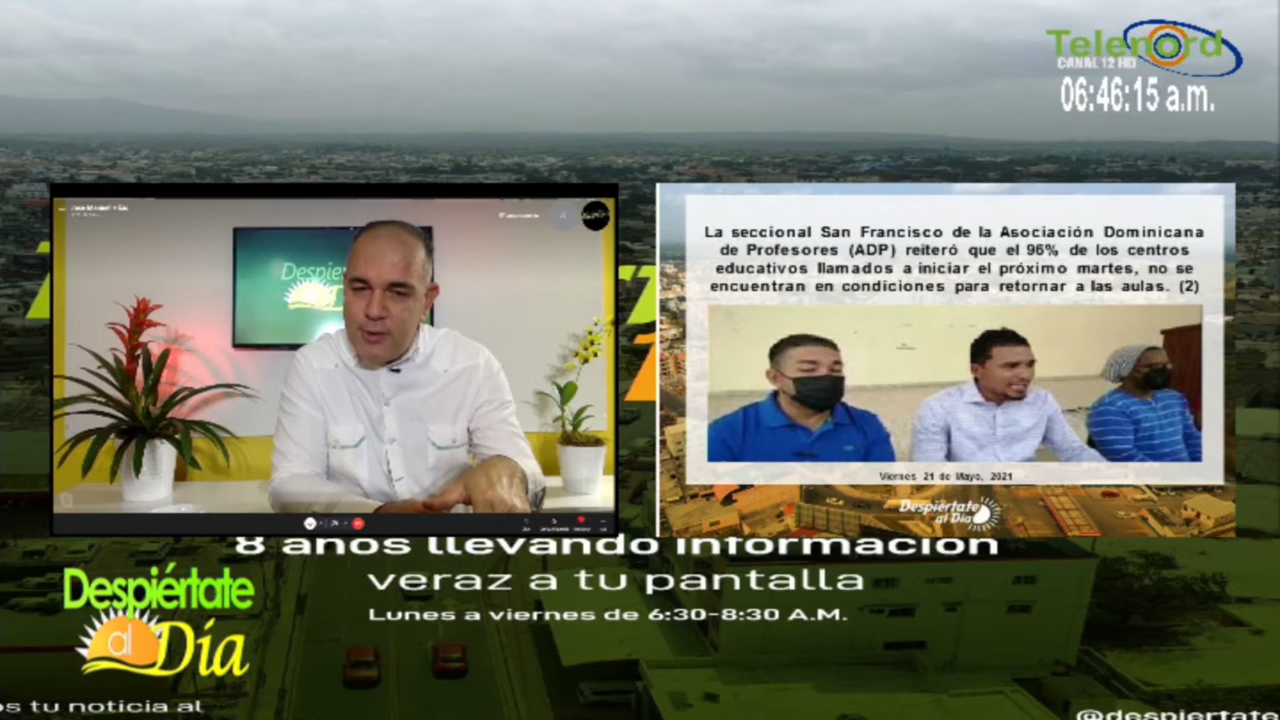 Telenord
CANAL 12 HD
06:46:15 a.m.
Despiér
al D
La seccional San Francisco de la Asociación Dominicana
de Profesores (ADP) reiteró que el 96% de los centros
educativos llamados a iniciar el próximo martes, no se
encuentran en condiciones para retornar a las aulas. (2)
Viernes 21 de Mayo, 2021
Despiértate
al Día
8 años llevando información
veraz a tu pantalla
Lunes a viernes de 6:30-8:30 A.M.
Despiértate
al Día
os tu noticia al
@despiertate